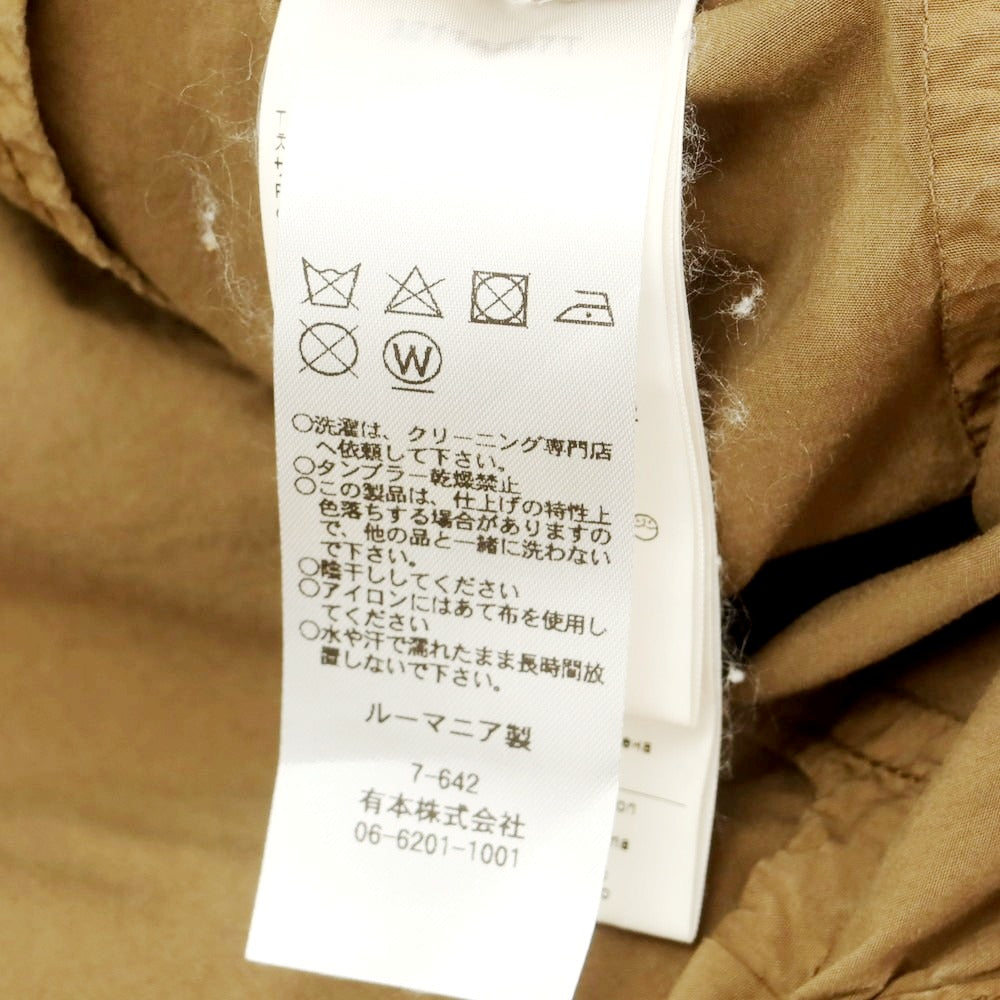 W
○洗濯は、クリーニング専門店
へ依頼して下さい。
○タンブラー乾燥禁止
○この製品は、仕上げの特性上
色落ちする場合がありますの
で、他の品と一緒に洗わない
で下さい。
○陰干ししてください
○アイロンにはあて布を使用し
てください
○水や汗で濡れたまま長時間放
置しないで下さい。
ルーマニア製
7-642
有本株式会社
06-6201-1001